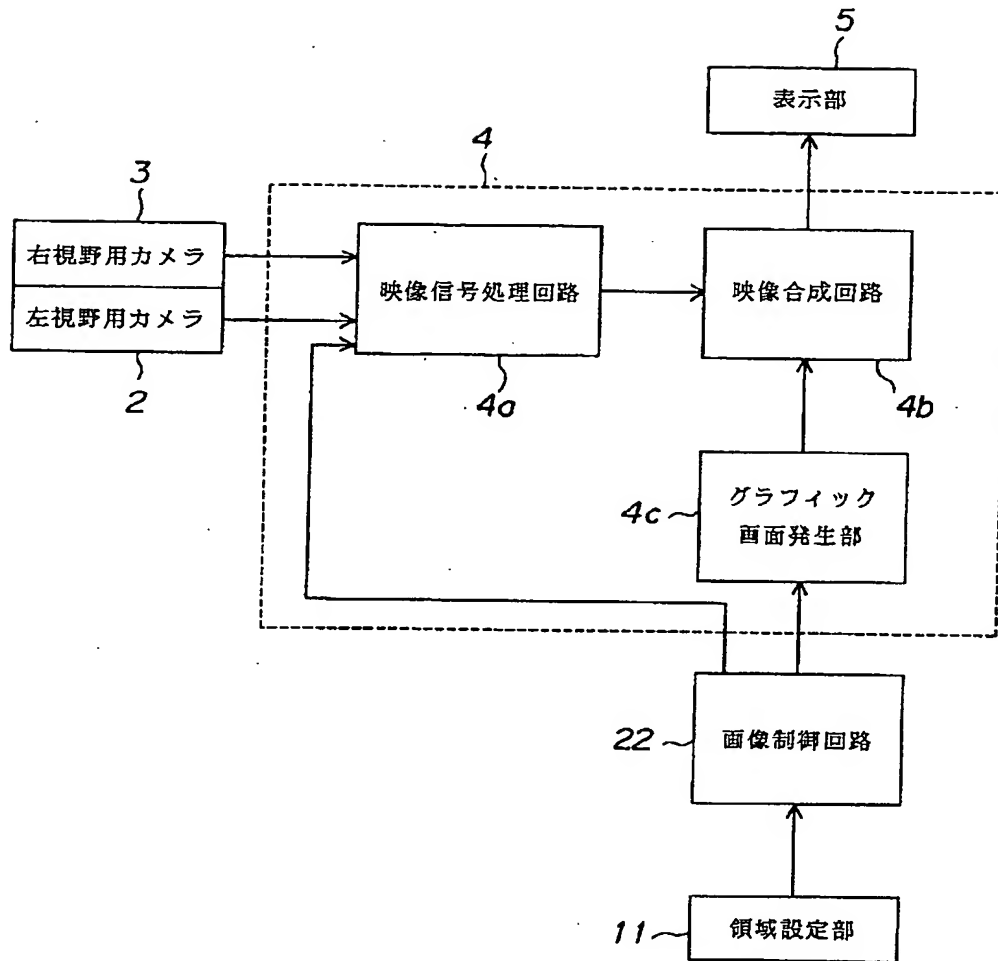 5
表示部
4
3
右視野用カメラ
左視野用カメラ
2
映像信号処理回路
4a
映像合成回路
4b
グラフィック
画面発生部
4c
画像制御回路
22
領域設定部
11